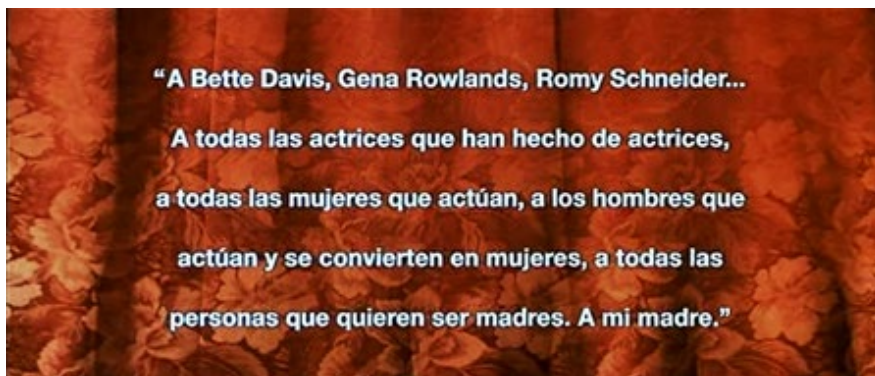 “A Bette Davis, Gena Rowlands, Romy Schneider...
A todas las actrices que han hecho de actrices,
a todas las mujeres que actúan, a los hombres que
actúan y se convierten en mujeres, a todas las
personas que quieren ser madres. A mi madre.”